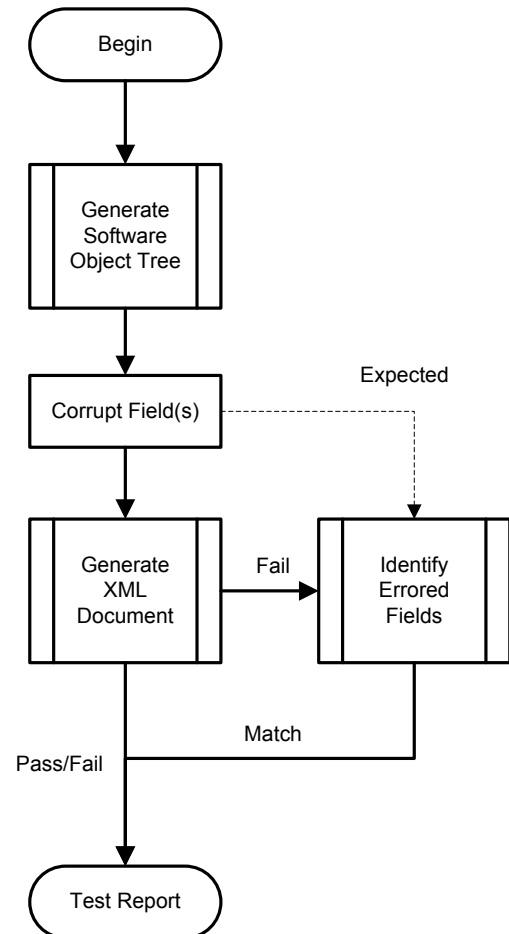 Begin
Generate
Software
Object Tree
Expected
Corrupt Field(s)
Generate
XML
Document
Fail
Identify
Errored
Fields
Match
Pass/Fail
Test Report